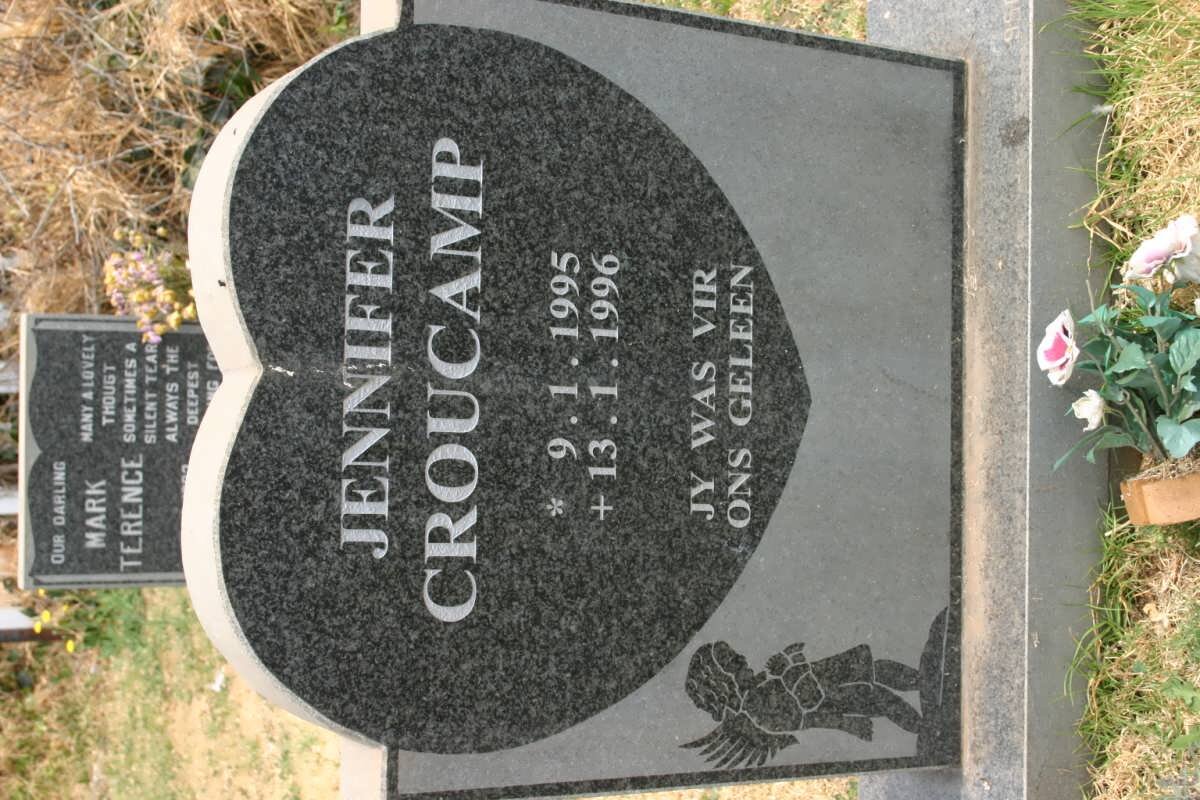 JENNIFER
CROUCAMP
* 9.1.1995
+ 13.1.1996
JY WAS VIR
ONS GELEEN
OUR DARLING
MARK
TERENCE
MANY A LOVELY
THOUGT
SOMETIMES A
SILENT TEAR
ALWAYS THE
DEEPEST